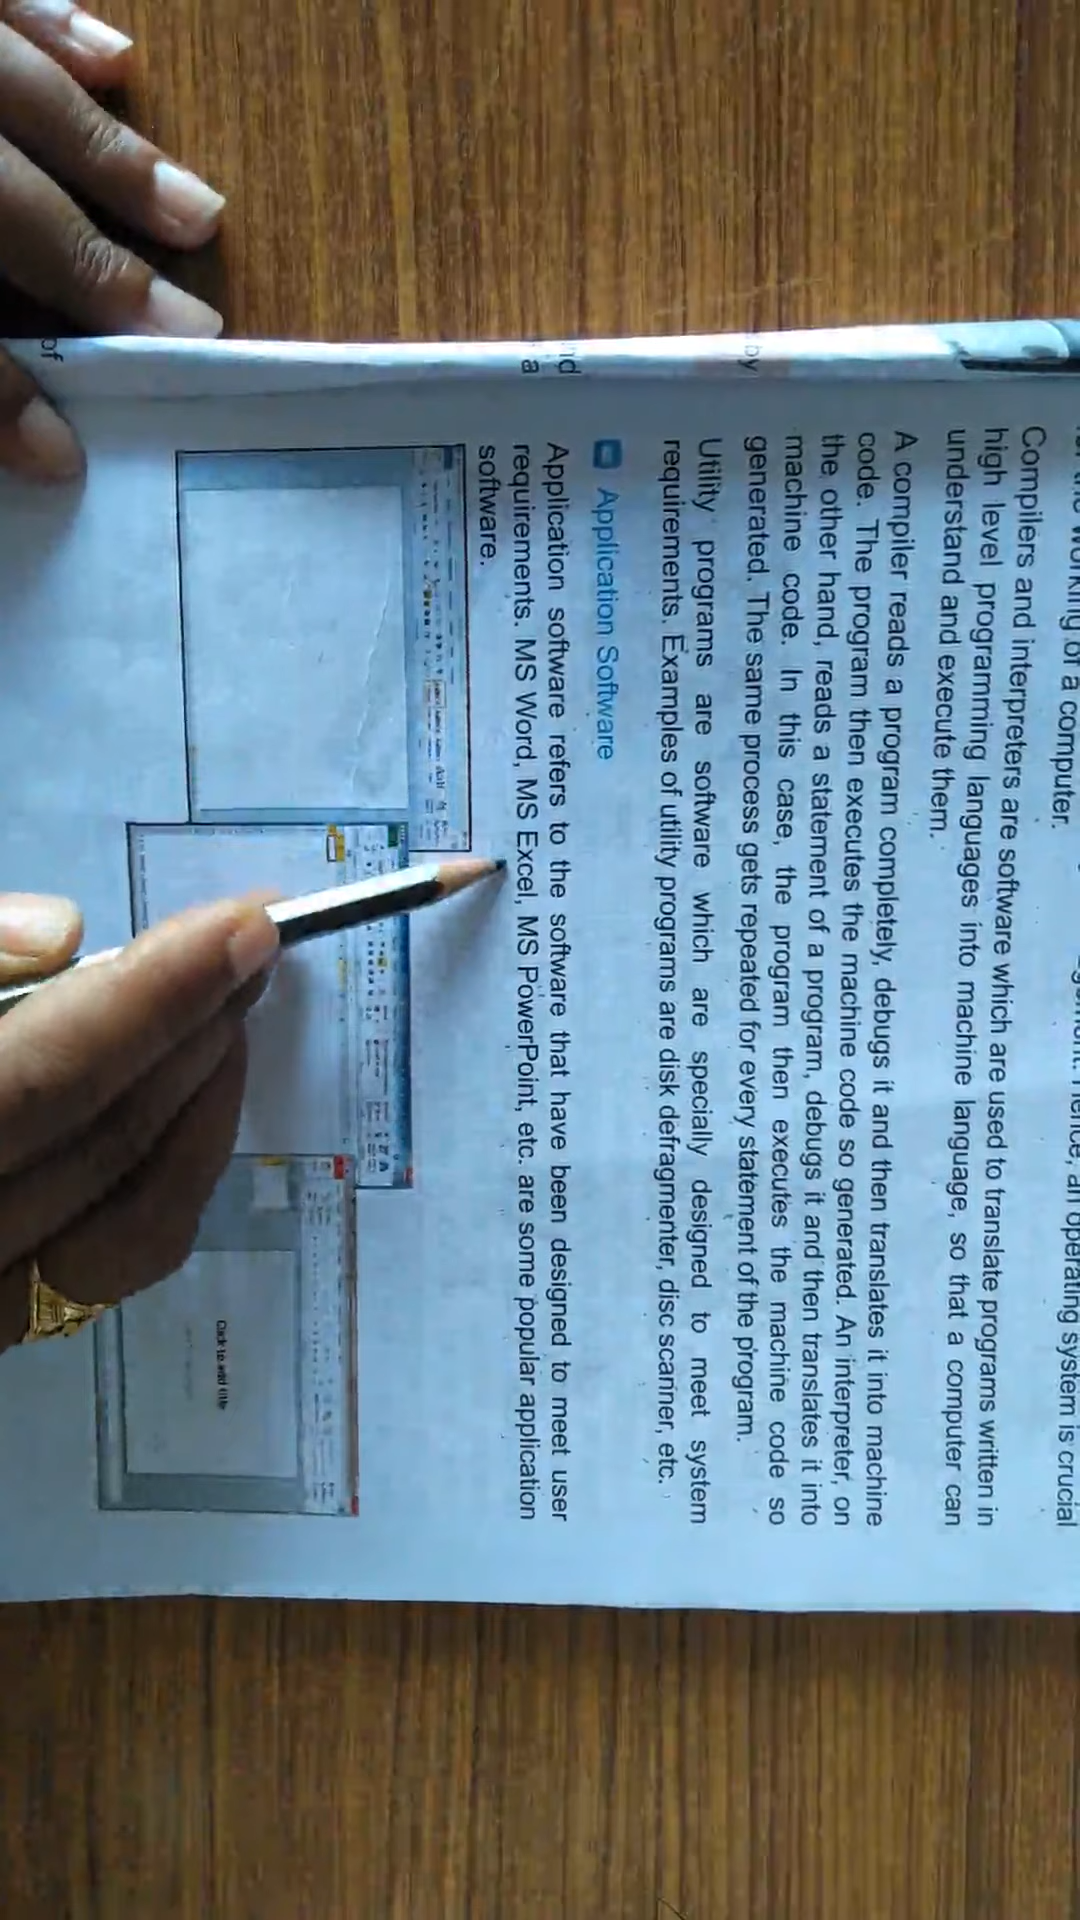 working of a computer.
operating system is crucial
Compilers and interpreters are software which are used to translate programs written in
high level programming languages into machine language, so that a computer can
understand and execute them.
A compiler reads a program completely, debugs it and then translates it into machine
code. The program then executes the machine code so generated. An interpreter, on
the other hand, reads a statement of a program, debugs it and then translates it into
machine code. In this case, the program then executes the machine code so
generated. The same process gets repeated for every statement of the program.
Utility programs are software which are specially designed to meet system
requirements. Examples of utility programs are disk defragmenter, disc scanner, etc.
Application Software
Application software refers to the software that have been designed to meet user
requirements. MS Word, MS Excel, MS PowerPoint, etc. are some popular application
software.
Click to add title
by
nd
a
of